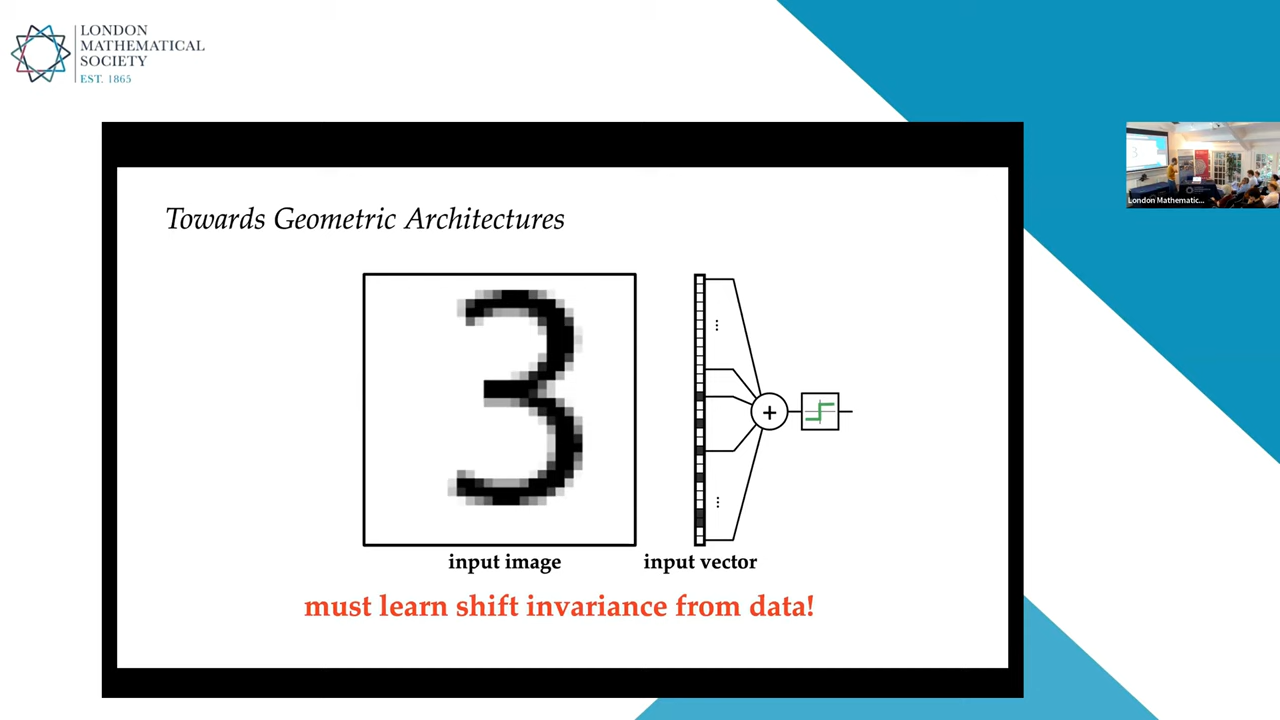 LONDON
MATHEMATICAL
SOCIETY
EST. 1865
London Mathematic...
Towards Geometric Architectures
3
...
+
...
input image
input vector
must learn shift invariance from data!